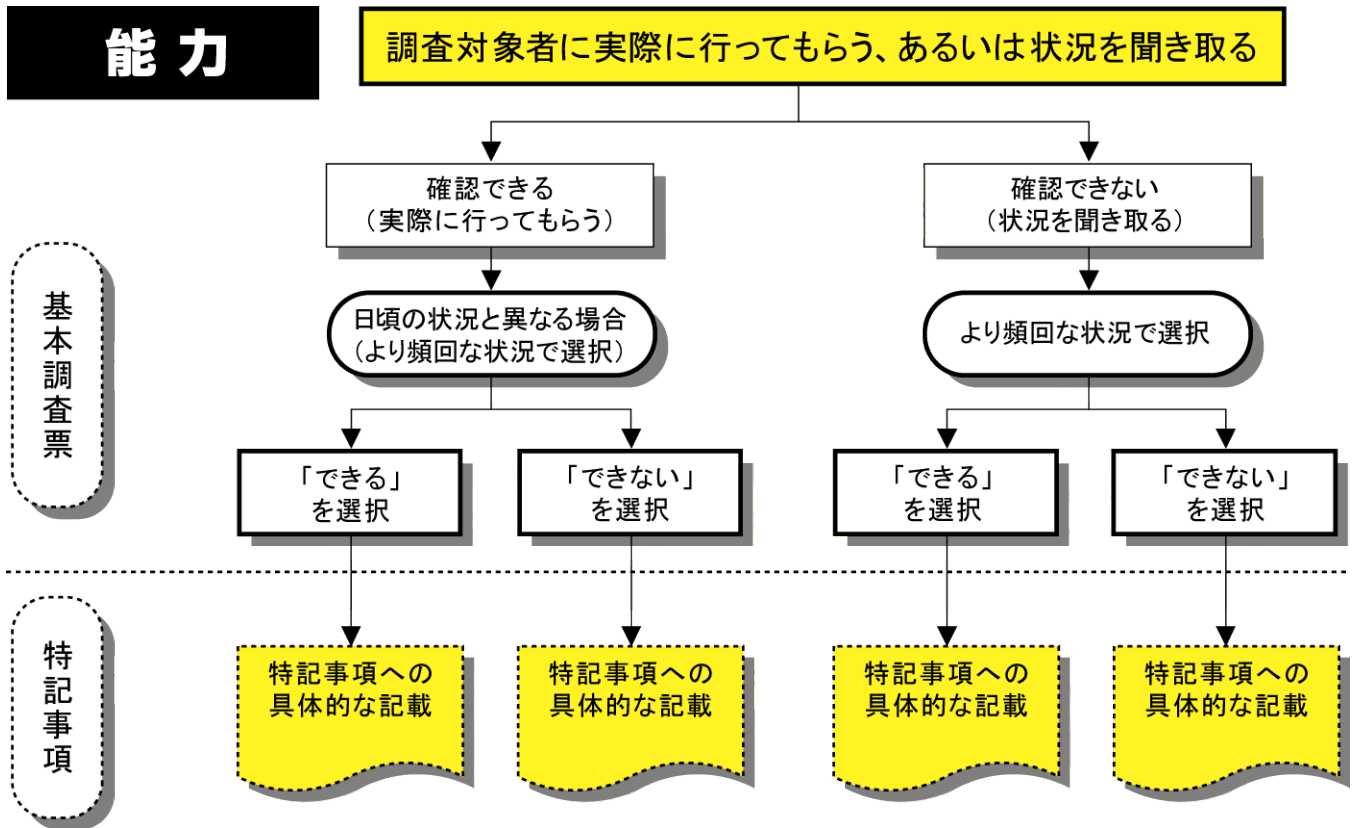 能力
調査対象者に実際に行ってもらう、あるいは状況を聞き取る
確認できる
（実際に行ってもらう）
確認できない
（状況を聞き取る）
基本調査票
日頃の状況と異なる場合
（より頻回な状況で選択）
より頻回な状況で選択
「できる」
を選択
「できない」
を選択
「できる」
を選択
「できない」
を選択
特記事項
特記事項への
具体的な記載
特記事項への
具体的な記載
特記事項への
具体的な記載
特記事項への
具体的な記載